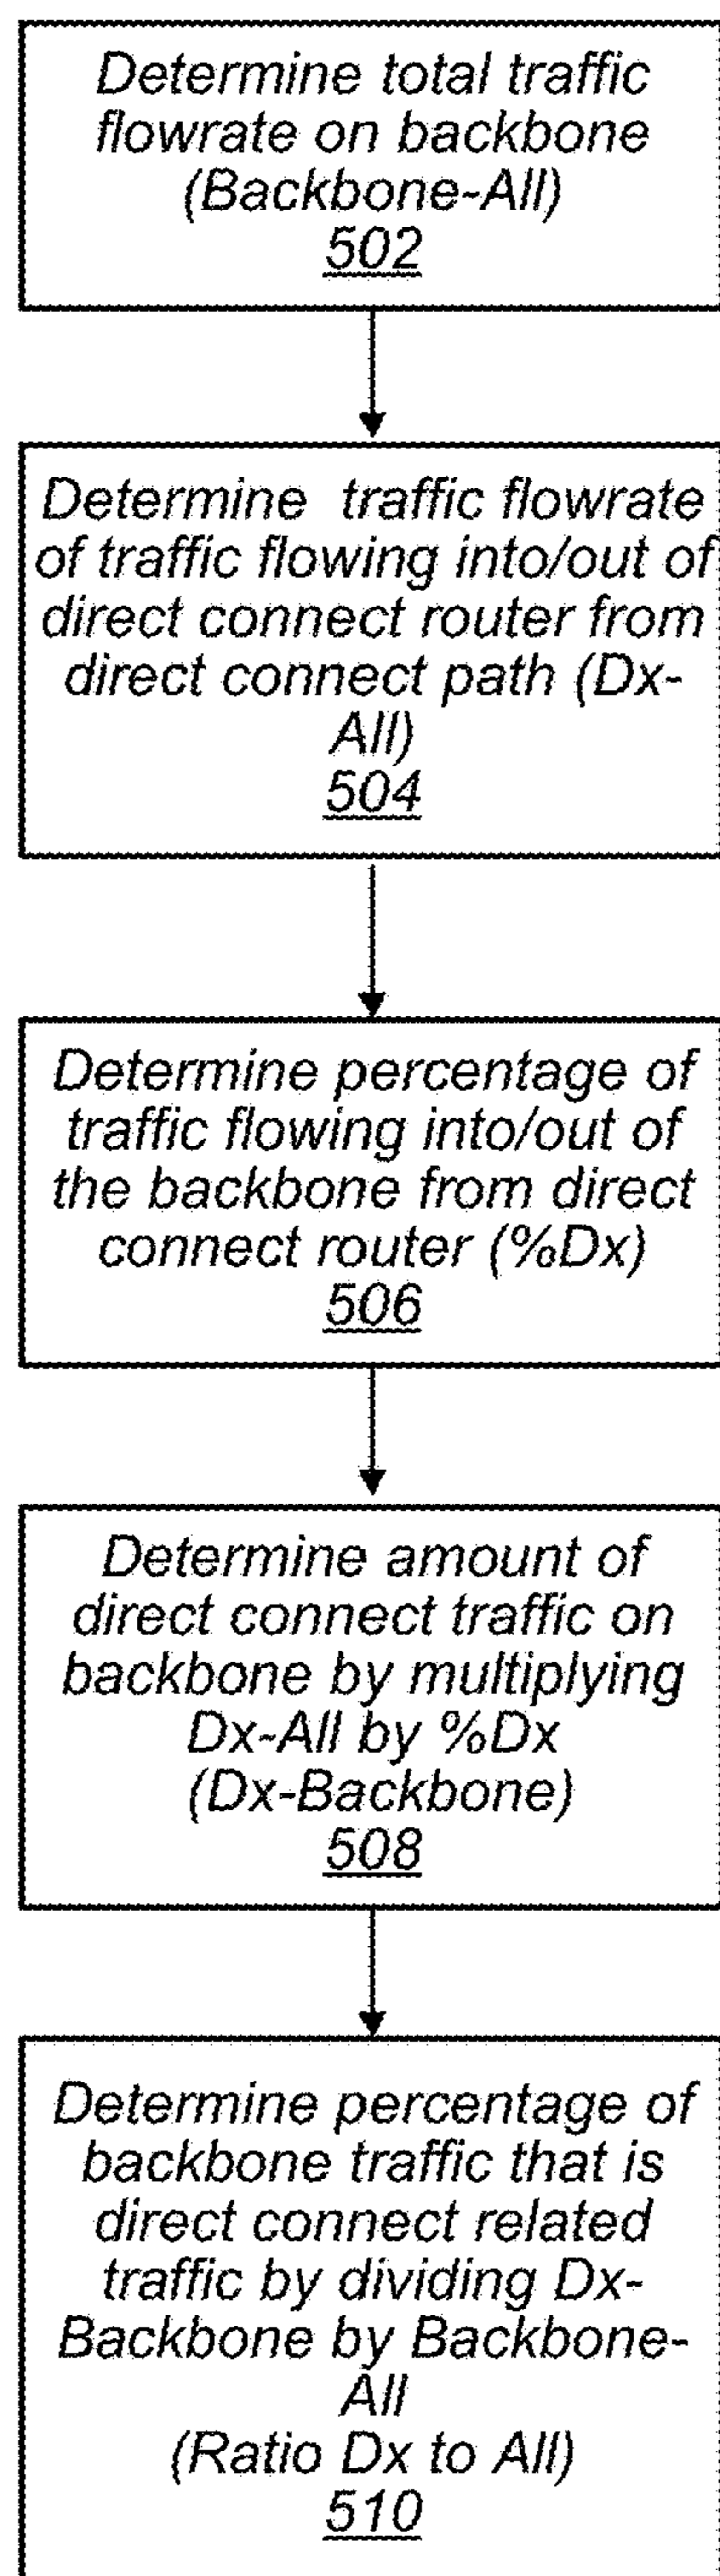 Determine total traffic
flowrate on backbone
(Backbone-All)
502
Determine traffic flowrate
of traffic flowing into/out of
direct connect router from
direct connect path (Dx-
All)
504
Determine percentage of
traffic flowing into/out of
the backbone from direct
connect router (%Dx)
506
Determine amount of
direct connect traffic on
backbone by multiplying
Dx-All by %Dx
(Dx-Backbone)
508
Determine percentage of
backbone traffic that is
direct connect related
traffic by dividing Dx-
Backbone by Backbone-
All
(Ratio Dx to All)
510